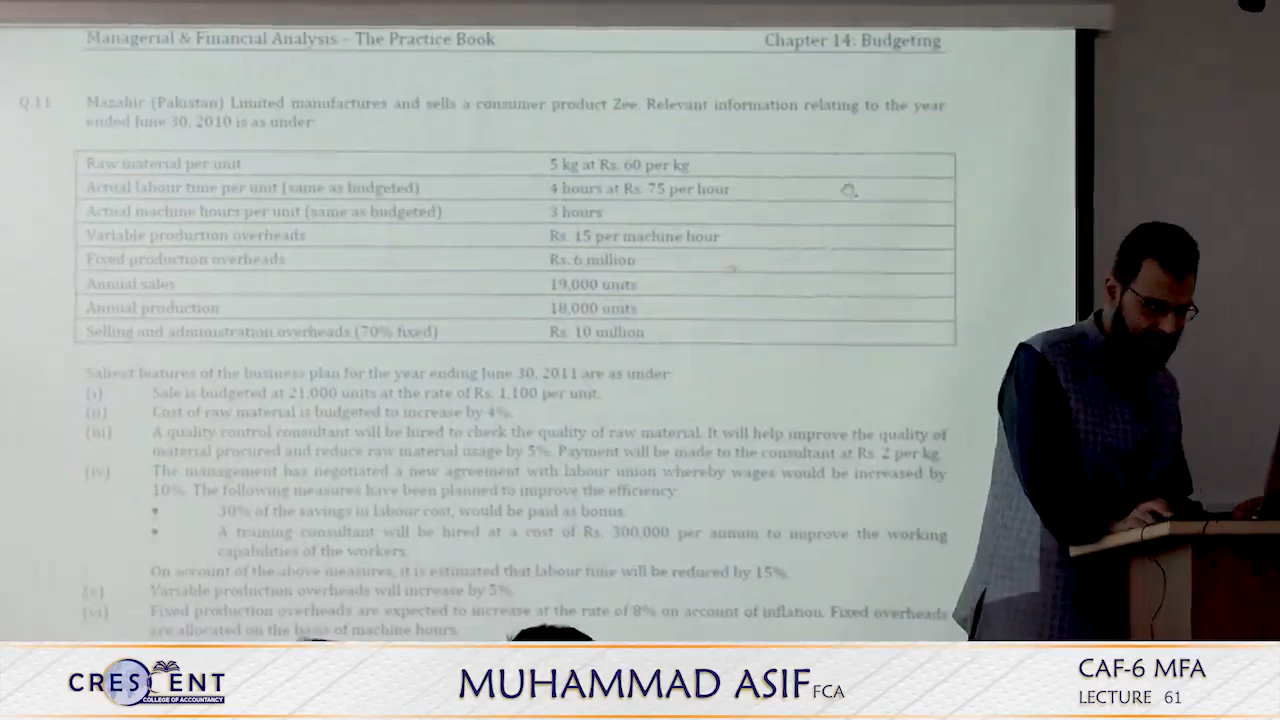 Managerial & Financial Analysis – The Practice Book Chapter 14: Budgeting
Q.11 Mazahir (Pakistan) Limited manufactures and sells a consumer product Zee. Relevant information relating to the year
ended June 30, 2010 is as under
Raw material per unit 5 kg at Rs. 60 per kg
Actual labour time per unit (same as budgeted) 4 hours at Rs. 75 per hour
Actual machine hours per unit (same as budgeted) 3 hours
Variable production overheads Rs. 15 per machine hour
Fixed production overheads Rs. 6 million
Annual sales 19,000 units
Annual production 18,000 units
Selling and administration overheads (70% fixed) Rs. 10 million
Salient features of the business plan for the year ending June 30, 2011 are as under
(i) Sale is budgeted at 21,000 units at the rate of Rs. 1,100 per unit.
(ii) Cost of raw material is budgeted to increase by 4%.
(iii) A quality control consultant will be hired to check the quality of raw material. It will help improve the quality of
material procured and reduce raw material usage by 5%. Payment will be made to the consultant at Rs. 2 per kg.
(iv) The management has negotiated a new agreement with labour union whereby wages would be increased by
10%. The following measures have been planned to improve the efficiency
• 30% of the savings in labour cost, would be paid as bonus.
• A training consultant will be hired at a cost of Rs. 300,000 per annum to improve the working
capabilities of the workers.
On account of the above measures, it is estimated that labour time will be reduced by 15%.
(v) Variable production overheads will increase by 5%.
(vi) Fixed production overheads are expected to increase at the rate of 8% on account of inflation. Fixed overheads
are allocated on the basis of machine hours.
CRESCENT
COLLEGE OF ACCOUNTANCY
MUHAMMAD ASIF FCA
CAF-6 MFA
LECTURE 61